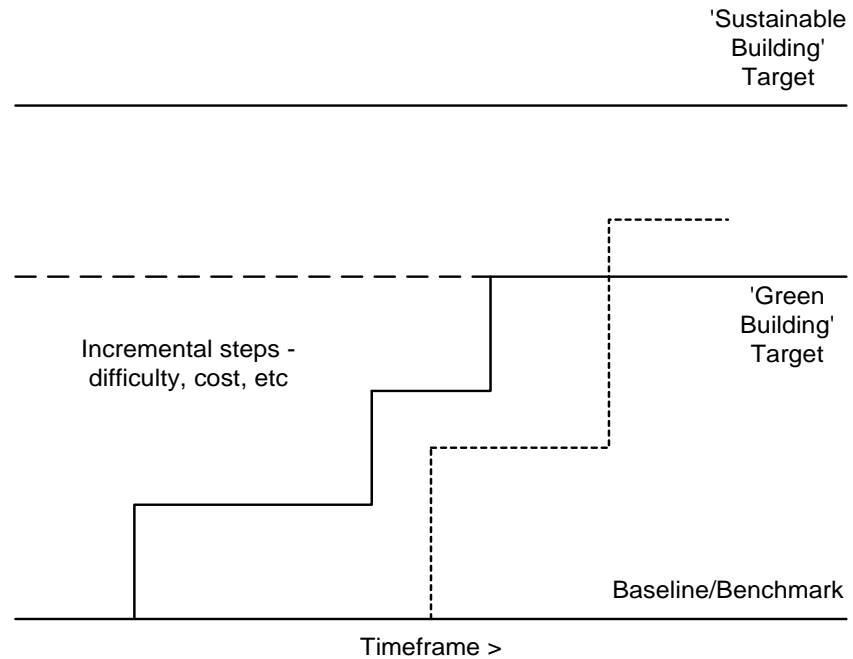 'Sustainable
Building'
Target
'Green
Building'
Target
Incremental steps -
difficulty, cost, etc
Baseline/Benchmark
Timeframe >